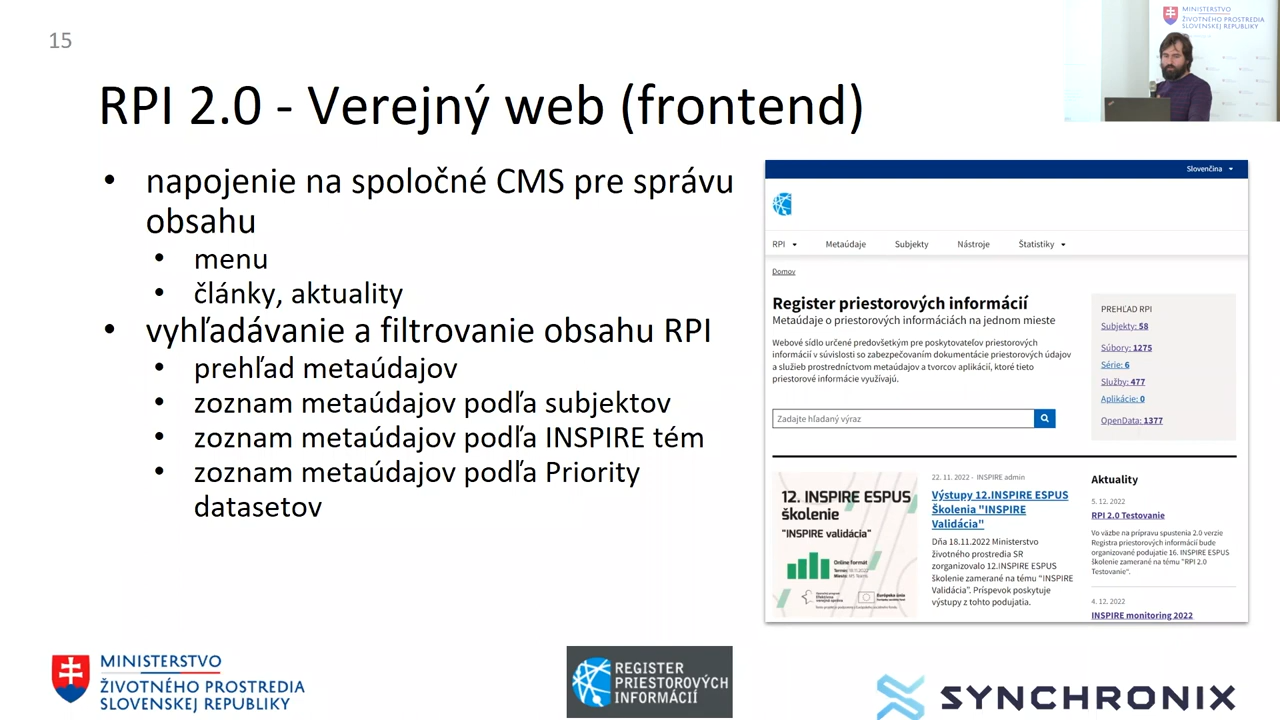 15
MINISTERSTVO
ŽIVOTNÉHO PROSTREDIA
SLOVENSKEJ REPUBLIKY
RPI 2.0 - Verejný web (frontend)
• napojenie na spoločné CMS pre správu
obsahu
• menu
• články, aktuality
• vyhľadávanie a filtrovanie obsahu RPI
• prehľad metaúdajov
• zoznam metaúdajov podľa subjektov
• zoznam metaúdajov podľa INSPIRE tém
• zoznam metaúdajov podľa Priority
datasetov
Slovenčina
RPI Metaúdaje Subjekty Nástroje Štatistiky
Domov
Register priestorových informácií
Metaúdaje o priestorových informáciách na jednom mieste
Webové sídlo určené predovšetkým pre poskytovateľov priestorových
informácií v súvislosti so zabezpečovaním dokumentácie priestorových údajov
a služieb prostredníctvom metaúdajov a tvorcov aplikácií, ktoré tieto
priestorové informácie využívajú.
Zadajte hľadaný výraz
PREHĽAD RPI
Subjekty: 58
Súbory: 1275
Série: 6
Služby: 477
Aplikácie: 0
OpenData: 1377
12. INSPIRE ESPUS
školenie
"INSPIRE validácia"
Online formát
22. 11. 2022 - INSPIRE admin
Výstupy 12.INSPIRE ESPUS
Školenia "INSPIRE
Validácia"
Dňa 18.11.2022 Ministerstvo
životného prostredia SR
zorganizovalo 12.INSPIRE ESPUS
školenie zamerané na tému "INSPIRE
Validácia". Príspevok poskytuje
výstupy z tohto podujatia.
Aktuality
5. 12. 2022
RPI 2.0 Testovanie
Vo väzbe na prípravu spustenia 2.0 verzie
Registra priestorových informácií bude
organizované podujatie 16. INSPIRE ESPUS
školenie zamerané na tému "RPI 2.0
Testovanie".
4. 12. 2022
INSPIRE monitoring 2022
MINISTERSTVO
ŽIVOTNÉHO PROSTREDIA
SLOVENSKEJ REPUBLIKY
REGISTER
PRIESTOROVÝCH
INFORMÁCIÍ
SYNCHRONIX